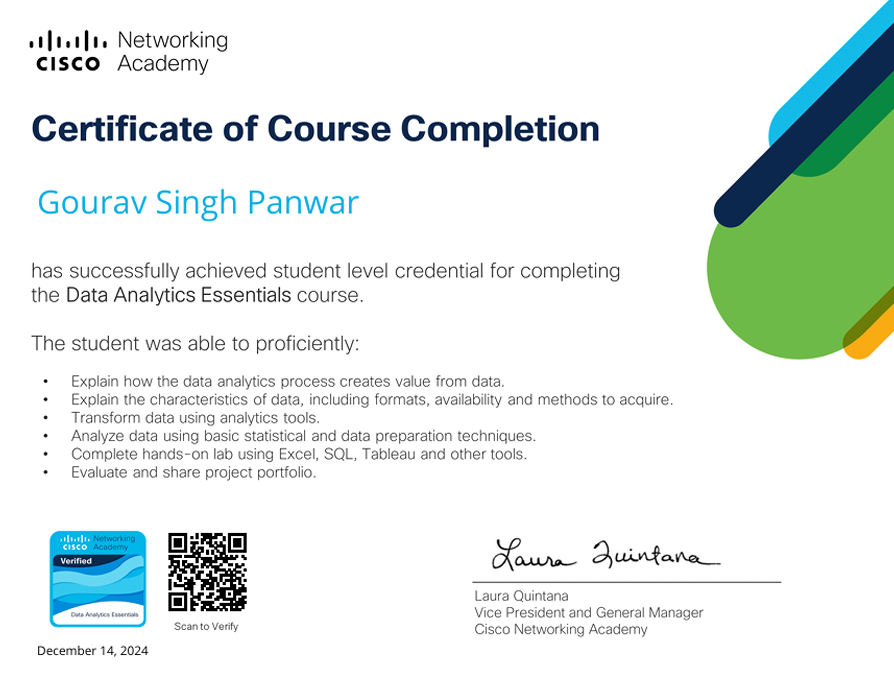 Networking
CISCO Academy
Certificate of Course Completion
Gourav Singh Panwar
has successfully achieved student level credential for completing
the Data Analytics Essentials course.
The student was able to proficiently:
• Explain how the data analytics process creates value from data.
• Explain the characteristics of data, including formats, availability and methods to acquire.
• Transform data using analytics tools.
• Analyze data using basic statistical and data preparation techniques.
• Complete hands-on lab using Excel, SQL, Tableau and other tools.
• Evaluate and share project portfolio.
Networking
CISCO Academy
Verified
Data Analytics Essentials
Scan to Verify
December 14, 2024
Laura Quintana
Laura Quintana
Vice President and General Manager
Cisco Networking Academy